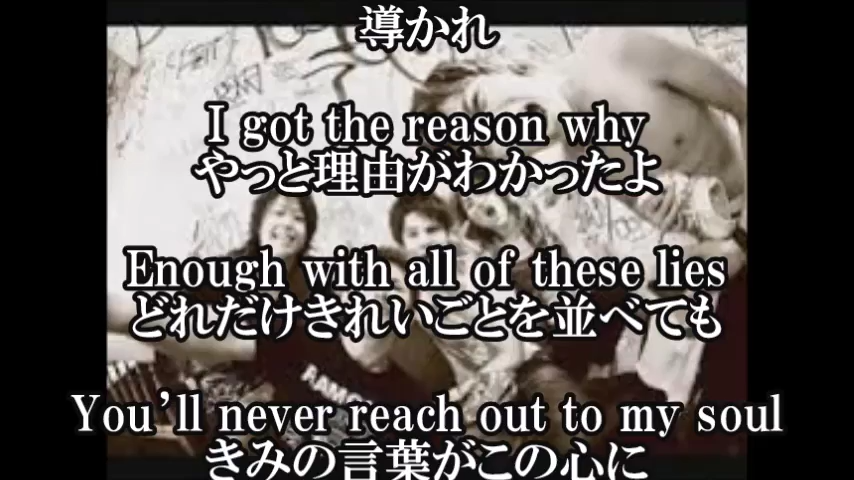 導かれ
I got the reason why
やっと理由がわかったよ
Enough with all of these lies
どれだけきれいごとを並べても
You'll never reach out to my soul
きみの言葉がこの心に